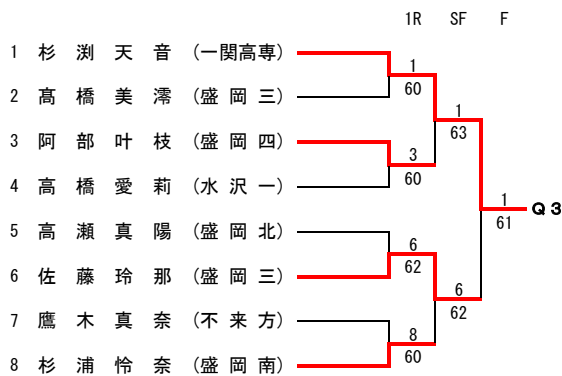 1R SF F
1 杉 渕 天 音 (一関高専)
1
60
2 髙 橋 美 澪 (盛 岡 三)
1
63
3 阿 部 叶 枝 (盛 岡 四)
3
60
4 高 橋 愛 莉 (水 沢 一)
1 Q3
61
5 高 瀬 真 陽 (盛 岡 北)
6
62
6 佐 藤 玲 那 (盛 岡 三)
6
62
7 鷹 木 真 奈 (不 来 方)
8
60
8 杉 浦 怜 奈 (盛 岡 南)